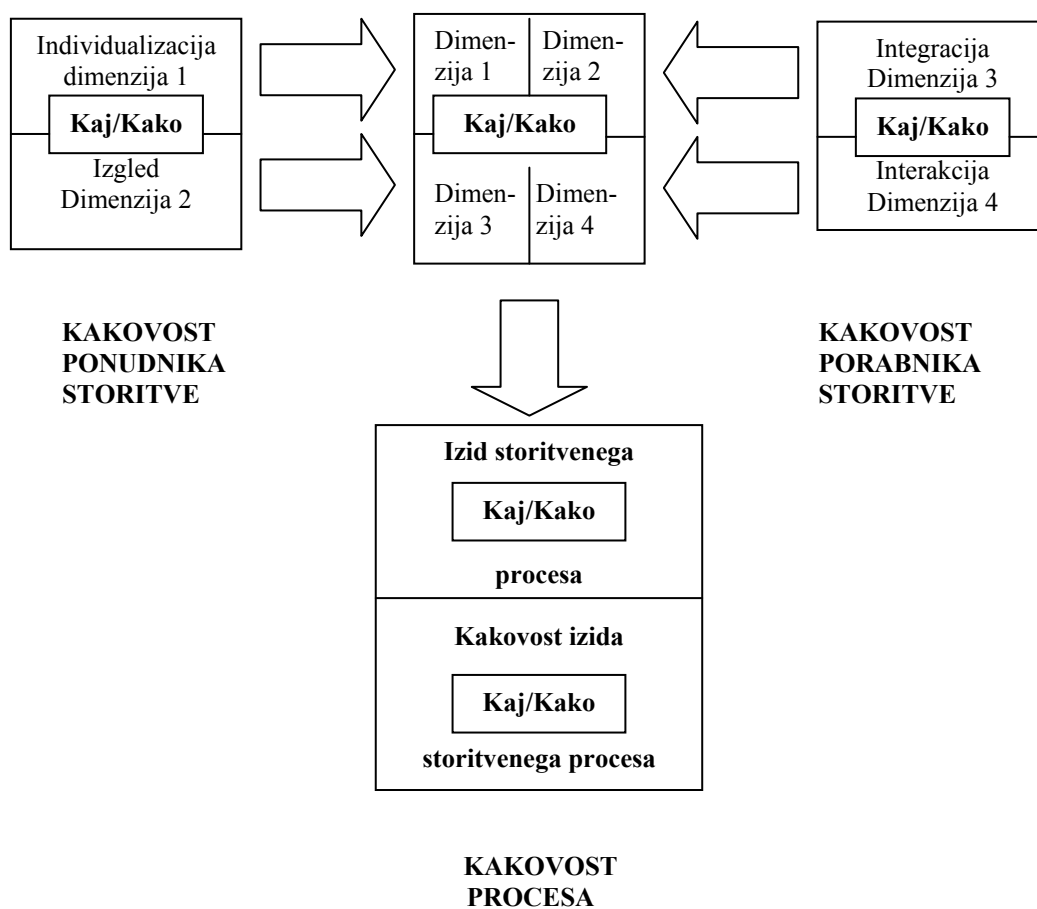 Individualizacija
dimenzija 1
Kaj/Kako
Izgled
Dimenzija 2
Dimen-
zija 1
Dimen-
zija 2
Kaj/Kako
Dimen-
zija 3
Dimen-
zija 4
Integracija
Dimenzija 3
Kaj/Kako
Interakcija
Dimenzija 4
KAKOVOST
PONUDNIKA
STORITVE
KAKOVOST
PORABNIKA
STORITVE
Izid storitvenega
Kaj/Kako
procesa
Kakovost izida
Kaj/Kako
storitvenega procesa
KAKOVOST
PROCESA